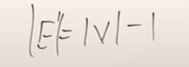 |E'| = |V| - 1